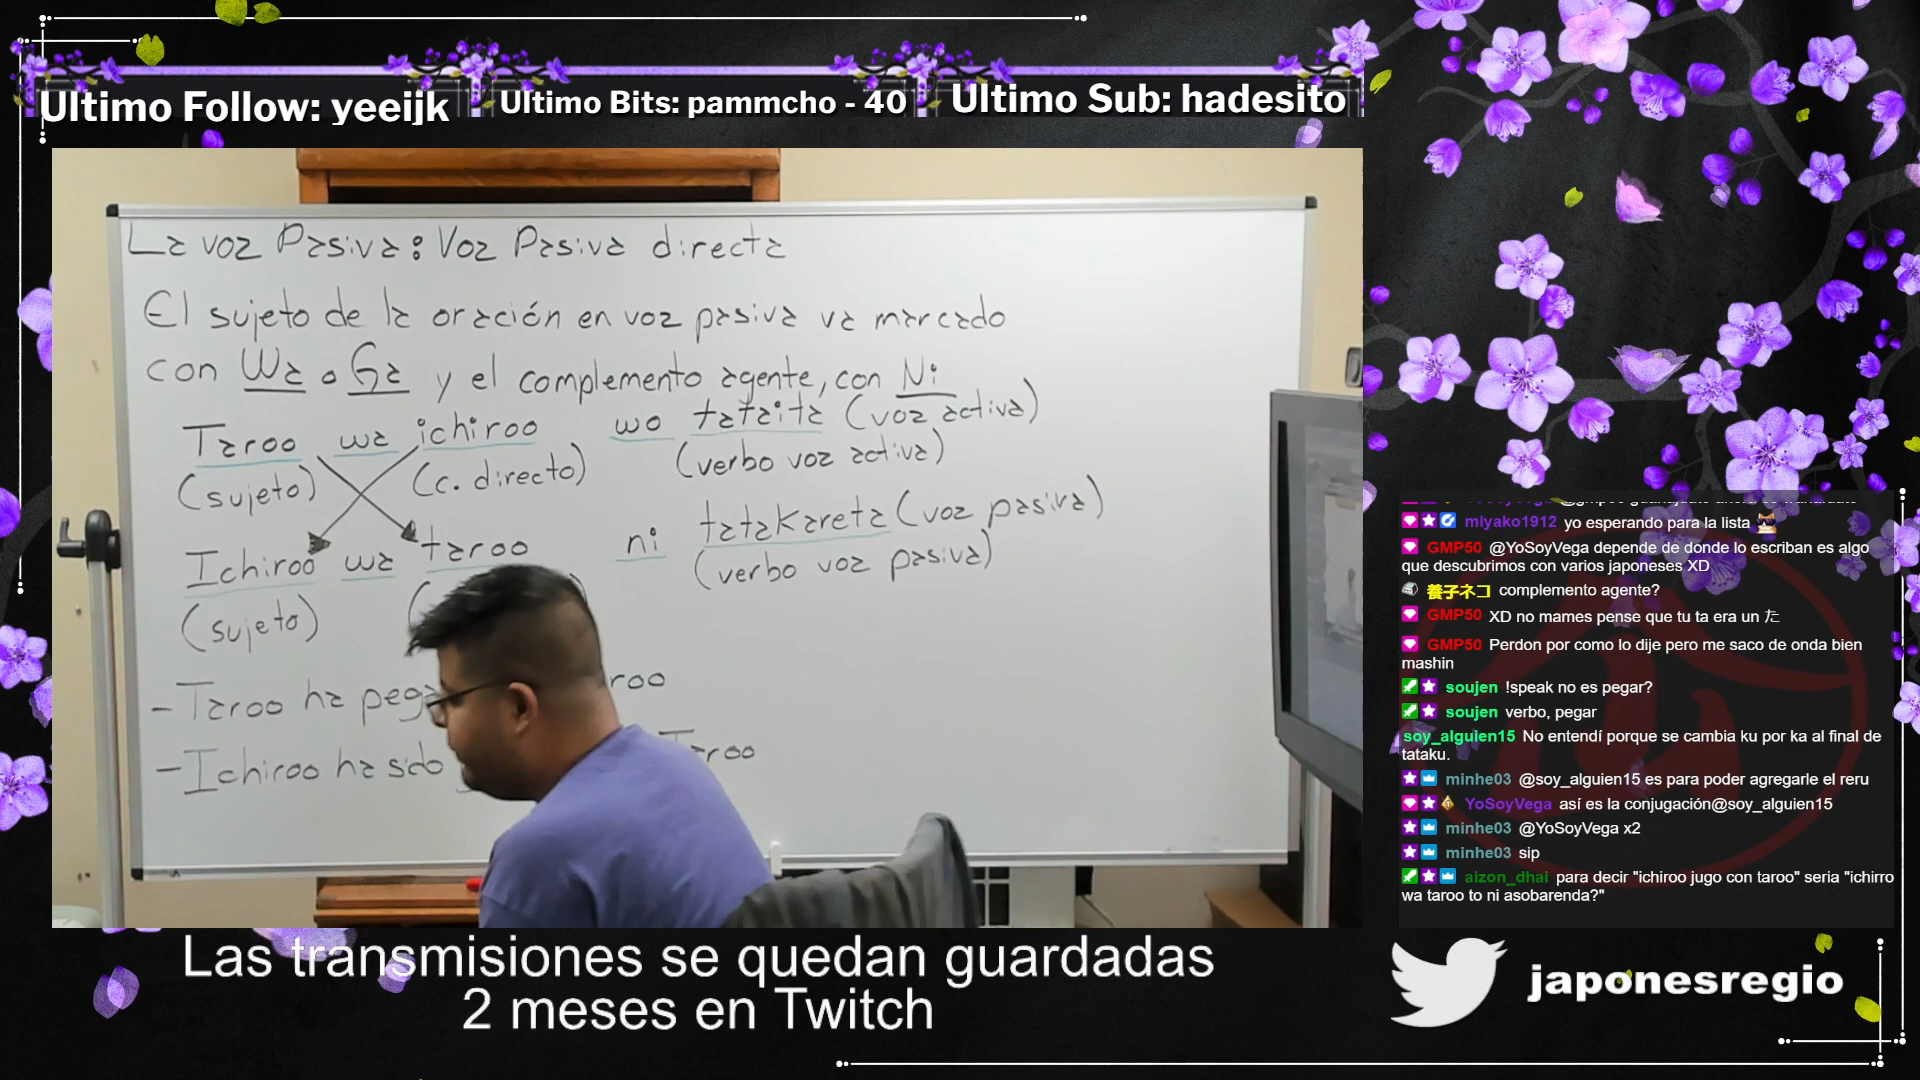 Ultimo Follow: yeeijk
Ultimo Bits: pammcho - 40
Ultimo Sub: hadesito
La voz Pasiva: Voz Pasiva directa
El sujeto de la oración en voz pasiva va marcado
con Wa o Ga y el complemento agente, con Ni
Taroo wa ichiroo wo tataita (voz activa)
(sujeto) (c. directo) (verbo voz activa)
Ichiroo wa taroo ni tatakareta (voz pasiva)
(sujeto) ( ) (verbo voz pasiva)
- Taroo ha pega roo
- Ichiroo ha sido Taroo
miyako1912 yo esperando para la lista
GMP50 @YoSoyVega depende de donde lo escriban es algo
que descubrimos con varios japoneses XD
養子ネコ complemento agente?
GMP50 XD no mames pense que tu ta era un た
GMP50 Perdon por como lo dije pero me saco de onda bien
mashin
soujen !speak no es pegar?
soujen verbo, pegar
soy_alguien15 No entendí porque se cambia ku por ka al final de
tataku.
minhe03 @soy_alguien15 es para poder agregarle el reru
YoSoyVega así es la conjugación@soy_alguien15
minhe03 @YoSoyVega x2
minhe03 sip
aizon_dhai para decir "ichiroo jugo con taroo" seria "ichirro
wa taroo to ni asobarenda?"
Las transmisiones se quedan guardadas
2 meses en Twitch
japonesregio